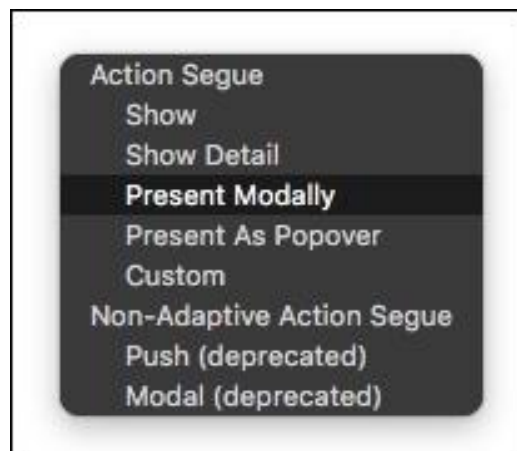 Action Segue
Show
Show Detail
Present Modally
Present As Popover
Custom
Non-Adaptive Action Segue
Push (deprecated)
Modal (deprecated)